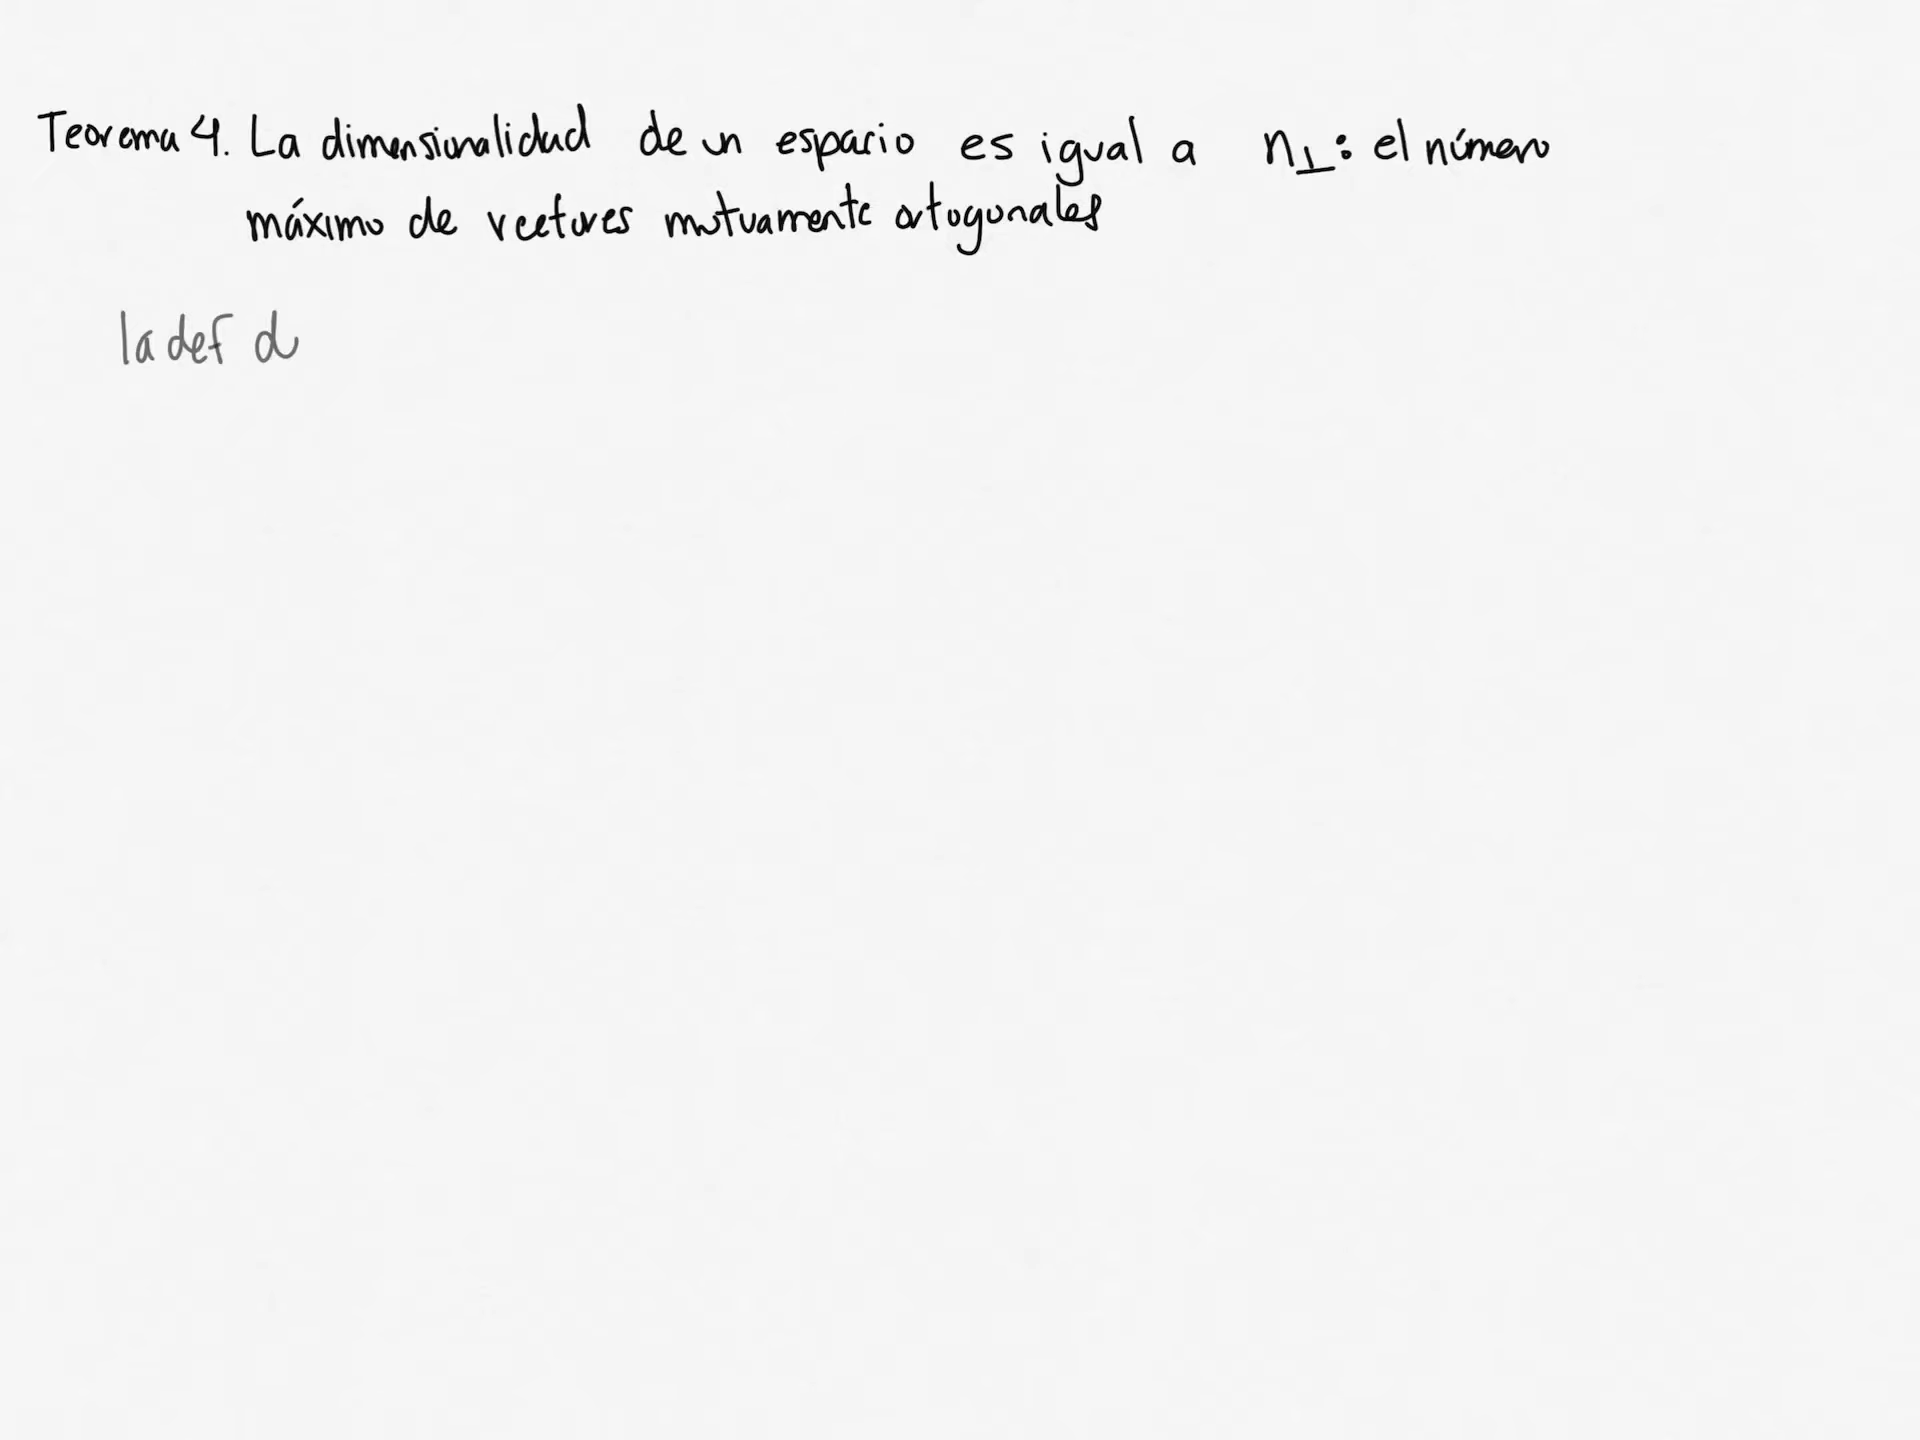 Teorema 4. La dimensionalidad de un espacio es igual a n⊥: el número
máximo de vectores mutuamente ortogonales
la def d